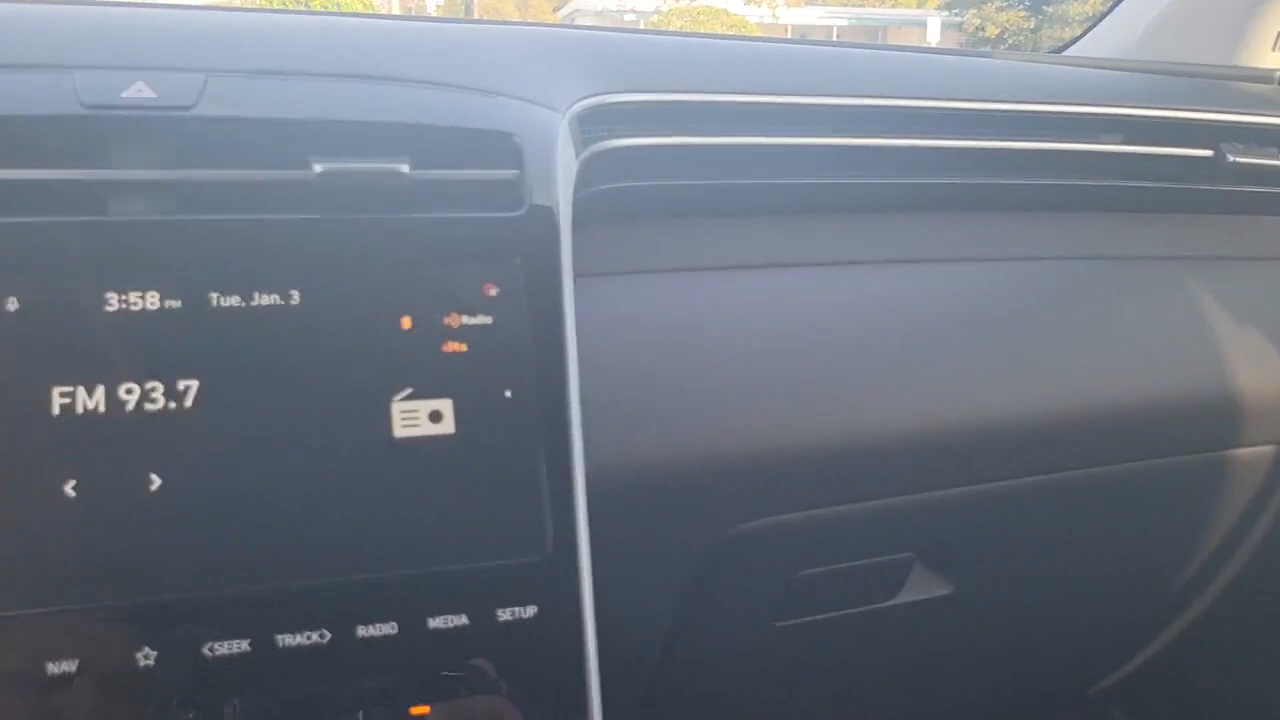 3:58 PM Tue, Jan. 3
Radio
FM 93.7
NAV
<SEEK TRACK> RADIO MEDIA SETUP